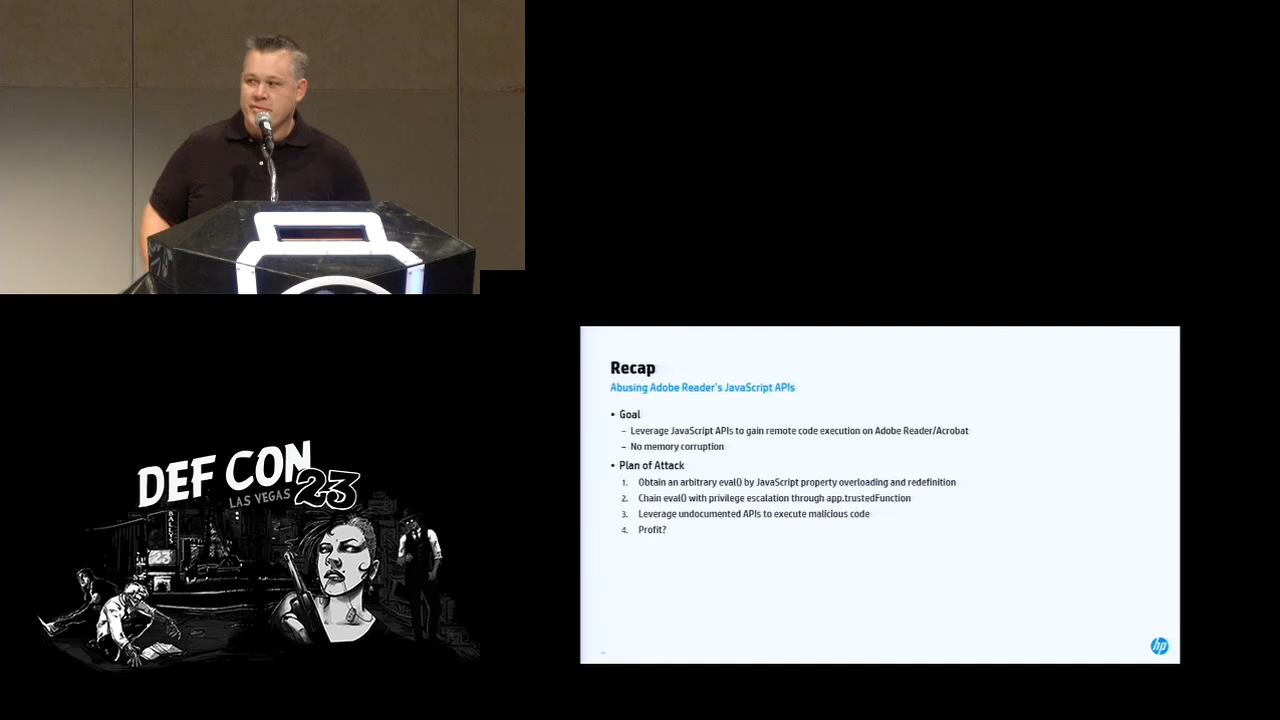 Recap
Abusing Adobe Reader's JavaScript APIs
• Goal
– Leverage JavaScript APIs to gain remote code execution on Adobe Reader/Acrobat
– No memory corruption
• Plan of Attack
1. Obtain an arbitrary eval() by JavaScript property overloading and redefinition
2. Chain eval() with privilege escalation through app.trustedFunction
3. Leverage undocumented APIs to execute malicious code
4. Profit?
hp
DEF CON
LAS VEGAS 23
BALLYS
23